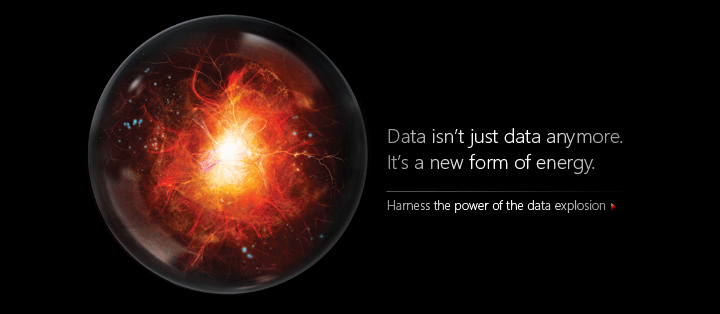 Data isn't just data anymore.
It's a new form of energy.
Harness the power of the data explosion